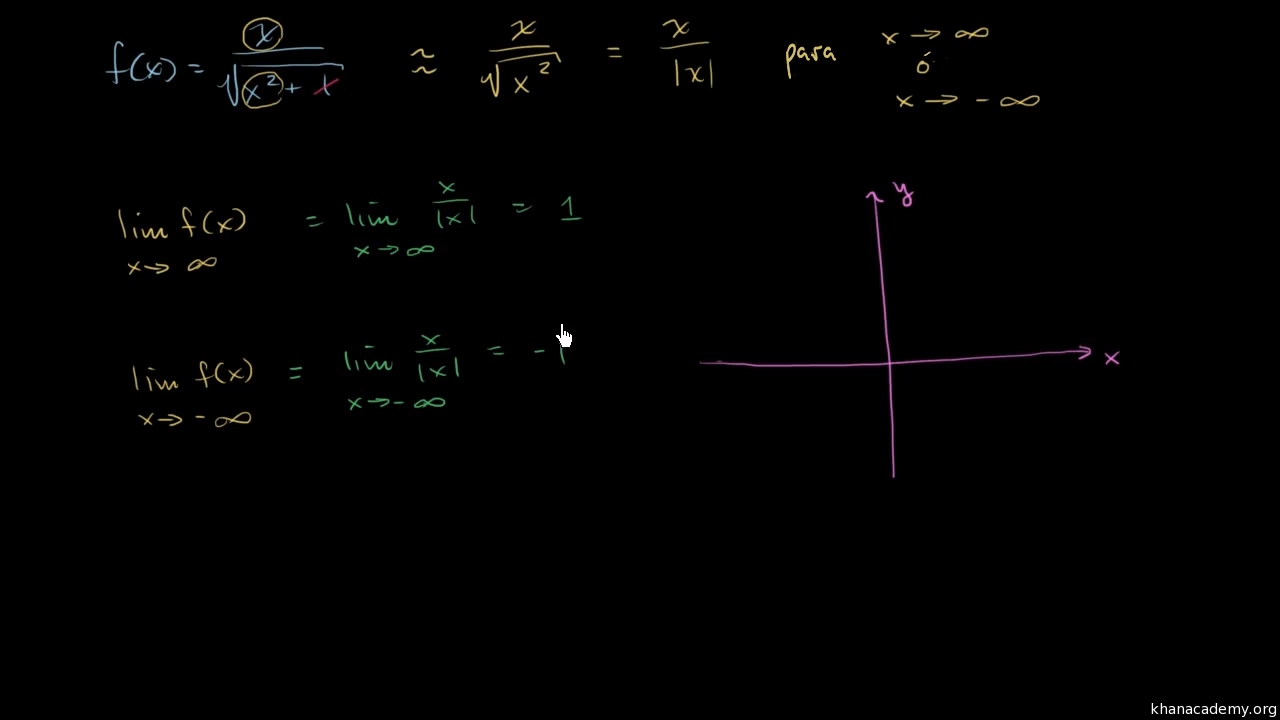 f(x) = x / √(x² + 1) ≈ x / √(x²) = x / |x| para x → ∞
ó
x → - ∞
lim f(x) = lim x / |x| = 1
x → ∞ x → ∞
lim f(x) = lim x / |x| = -1
x → - ∞ x → - ∞
y
x
khanacademy.org